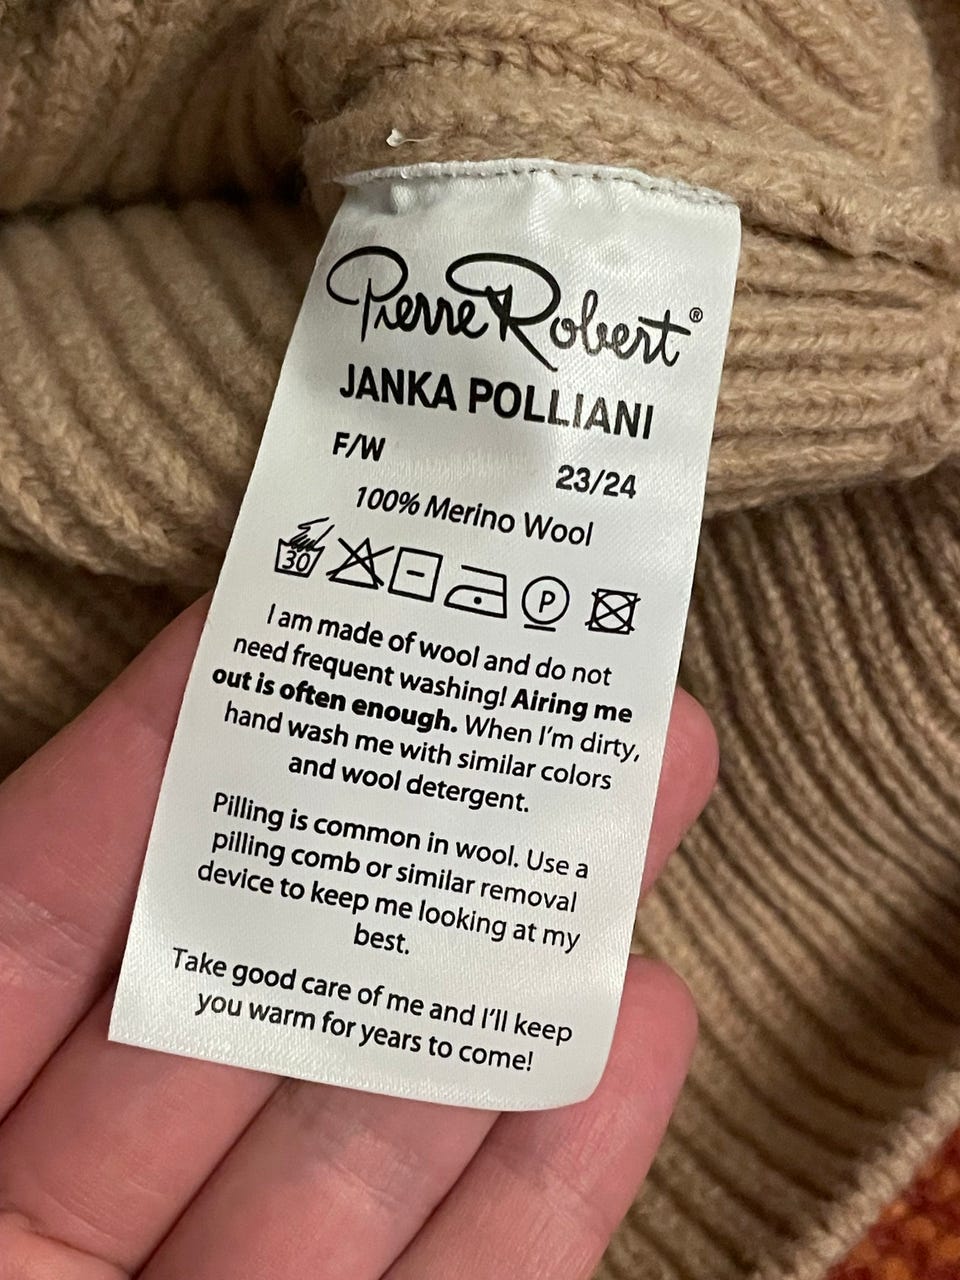 Pierre Robert®
JANKA POLLIANI
F/W 23/24
100% Merino Wool
30 P
I am made of wool and do not
need frequent washing! Airing me
out is often enough. When I'm dirty,
hand wash me with similar colors
and wool detergent.
Pilling is common in wool. Use a
pilling comb or similar removal
device to keep me looking at my
best.
Take good care of me and I'll keep
you warm for years to come!